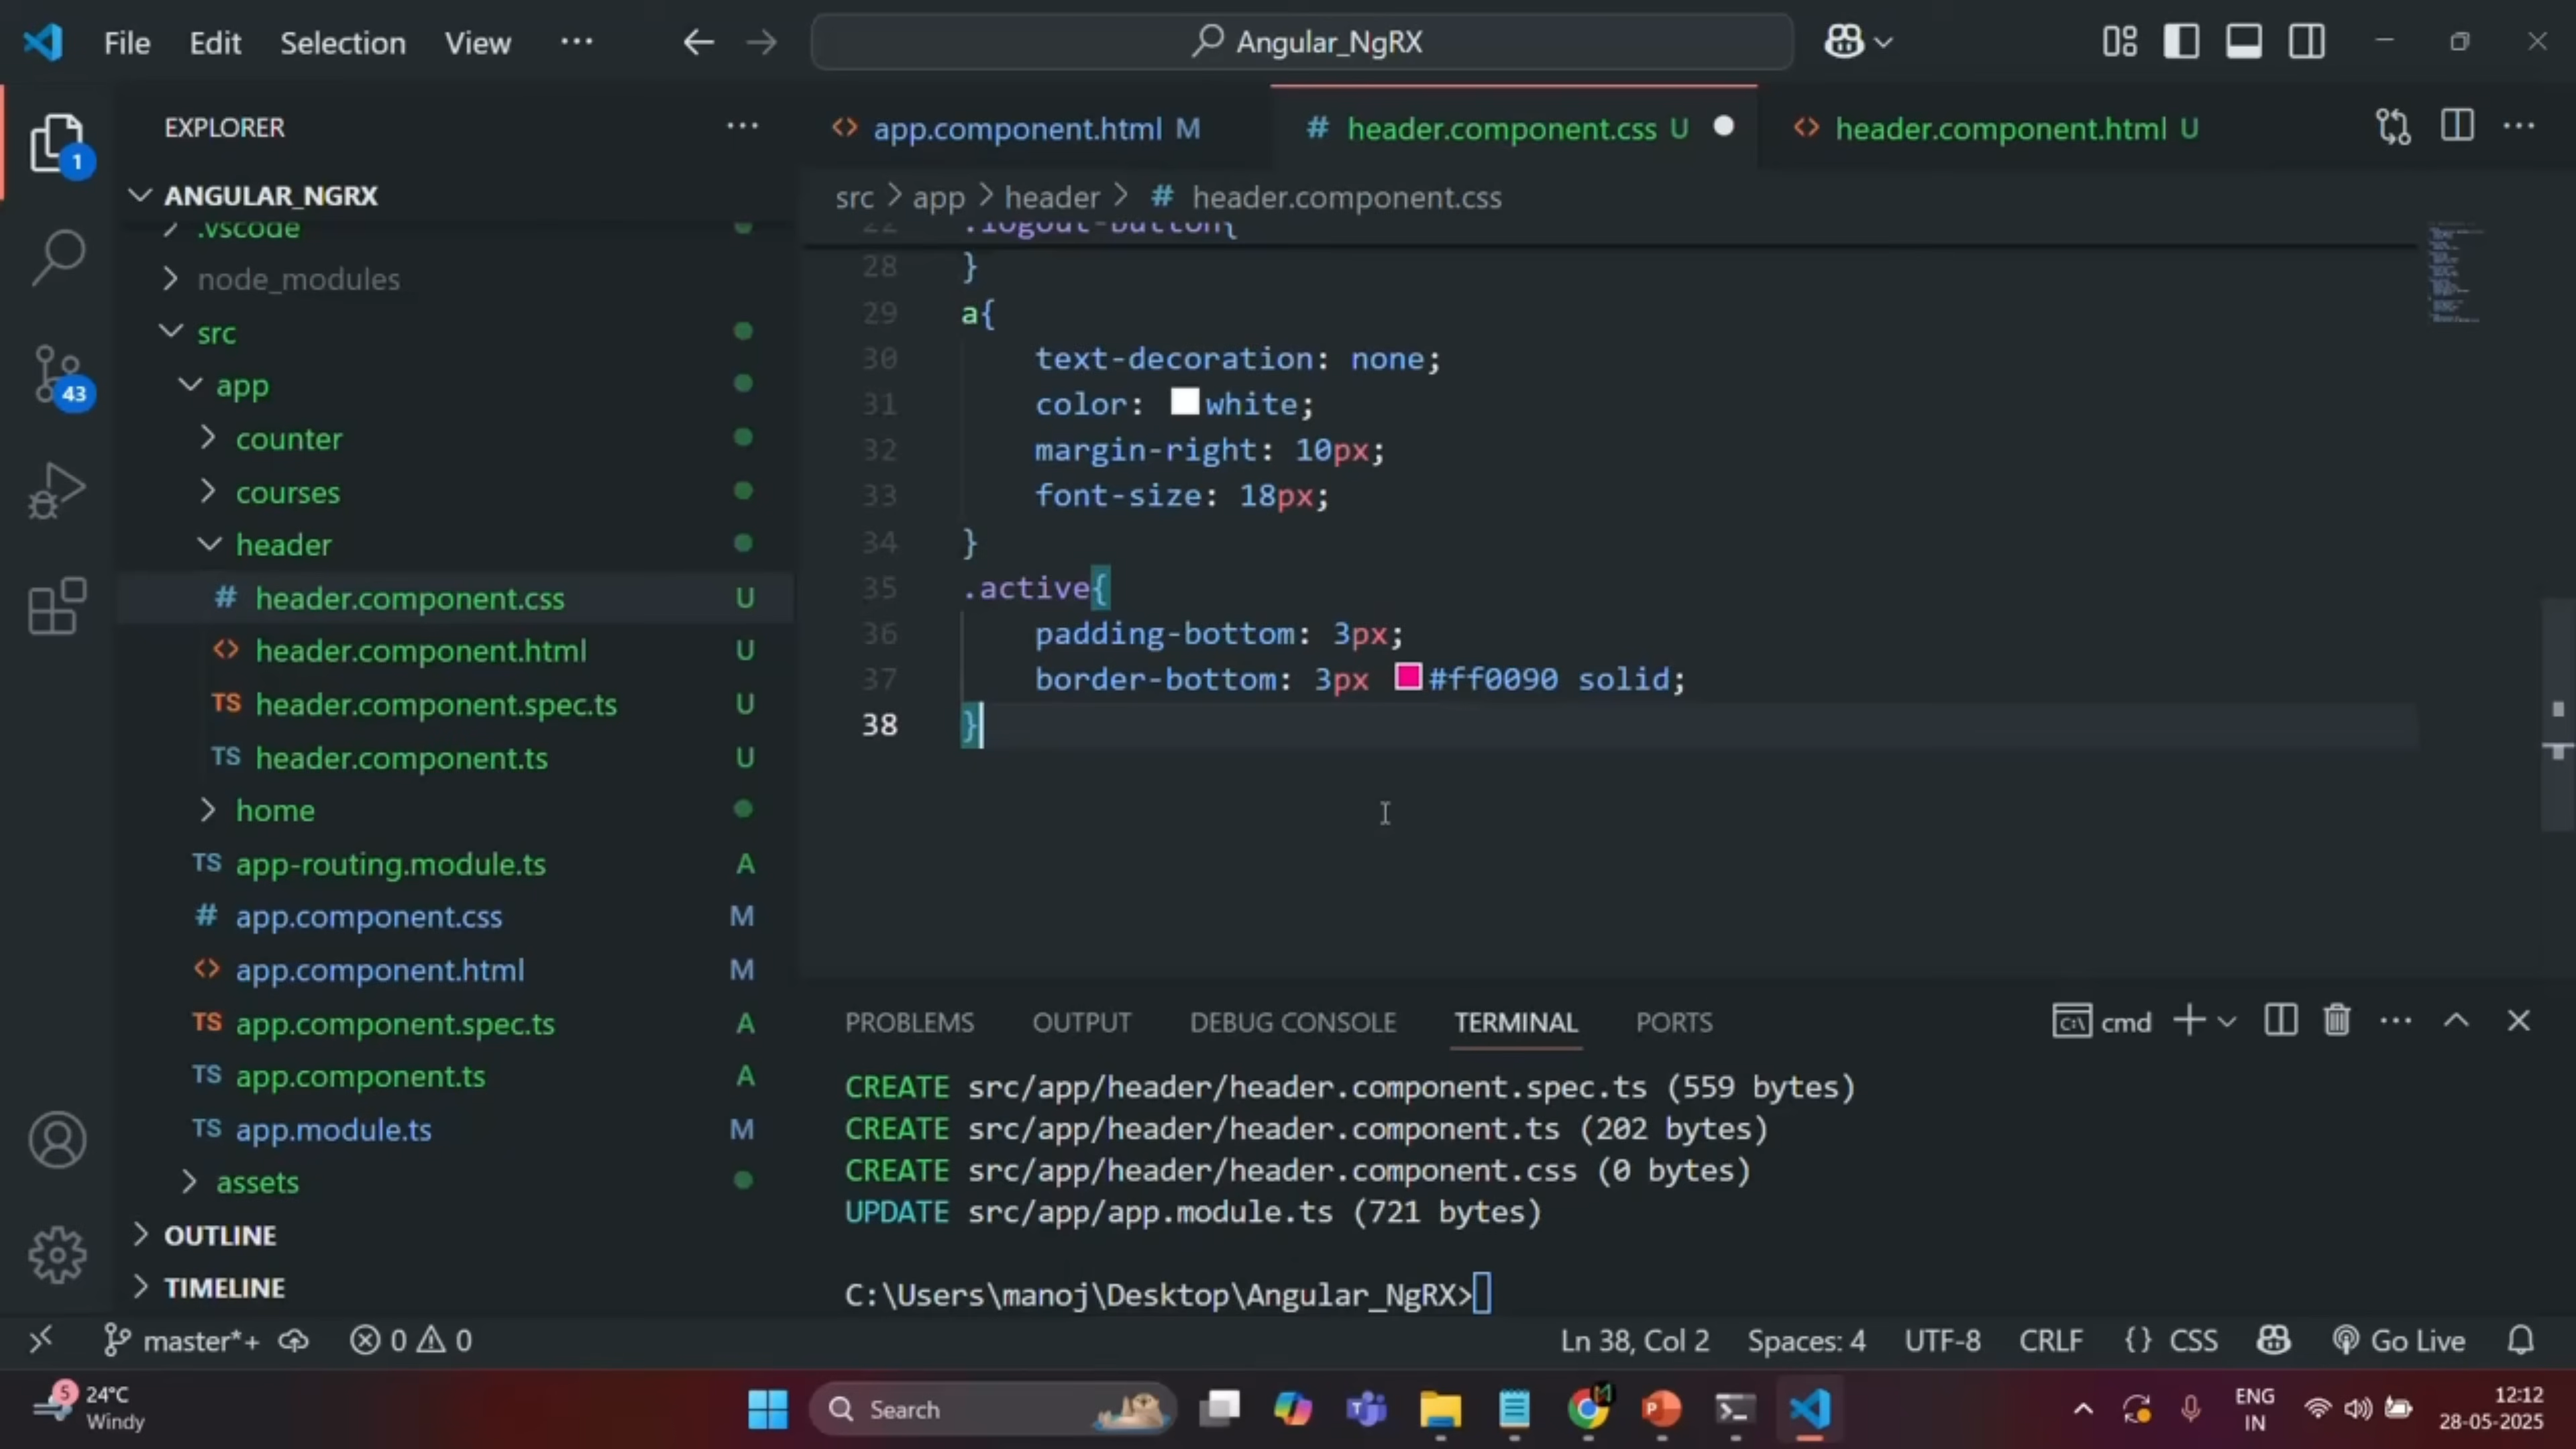 File Edit Selection View ··· Angular_NgRX
EXPLORER ···
1
ANGULAR_NGRX
.vscode
node_modules
src
app
43
counter
courses
header
# header.component.css U
<> header.component.html U
TS header.component.spec.ts U
TS header.component.ts U
home
TS app-routing.module.ts A
# app.component.css M
<> app.component.html M
TS app.component.spec.ts A
TS app.component.ts A
TS app.module.ts M
assets
OUTLINE
TIMELINE
<> app.component.html M # header.component.css U <> header.component.html U ···
src > app > header > # header.component.css
22 .logout-button{
28 }
29 a{
30 text-decoration: none;
31 color: white;
32 margin-right: 10px;
33 font-size: 18px;
34 }
35 .active{
36 padding-bottom: 3px;
37 border-bottom: 3px #ff0090 solid;
38 }
PROBLEMS OUTPUT DEBUG CONSOLE TERMINAL PORTS cmd ···
CREATE src/app/header/header.component.spec.ts (559 bytes)
CREATE src/app/header/header.component.ts (202 bytes)
CREATE src/app/header/header.component.css (0 bytes)
UPDATE src/app/app.module.ts (721 bytes)
C:\Users\manoj\Desktop\Angular_NgRX>
master*+ 0 0 Ln 38, Col 2 Spaces: 4 UTF-8 CRLF {} CSS Go Live
5 24°C
Windy
Search
ENG
IN
12:12
28-05-2025